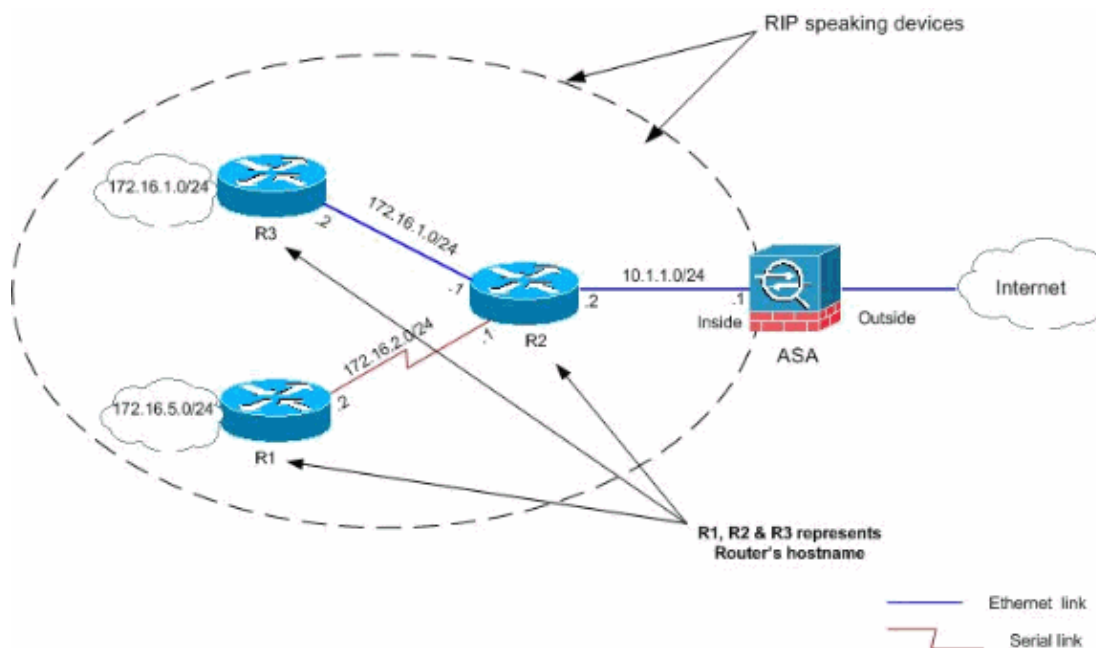 RIP speaking devices
172.16.1.0/24
R3
.2
172.16.1.0/24
.1
10.1.1.0/24
.2
.1
Inside
Outside
Internet
ASA
R2
172.16.2.0/24
.1
.2
172.16.5.0/24
R1
R1, R2 & R3 represents
Router's hostname
Ethernet link
Serial link